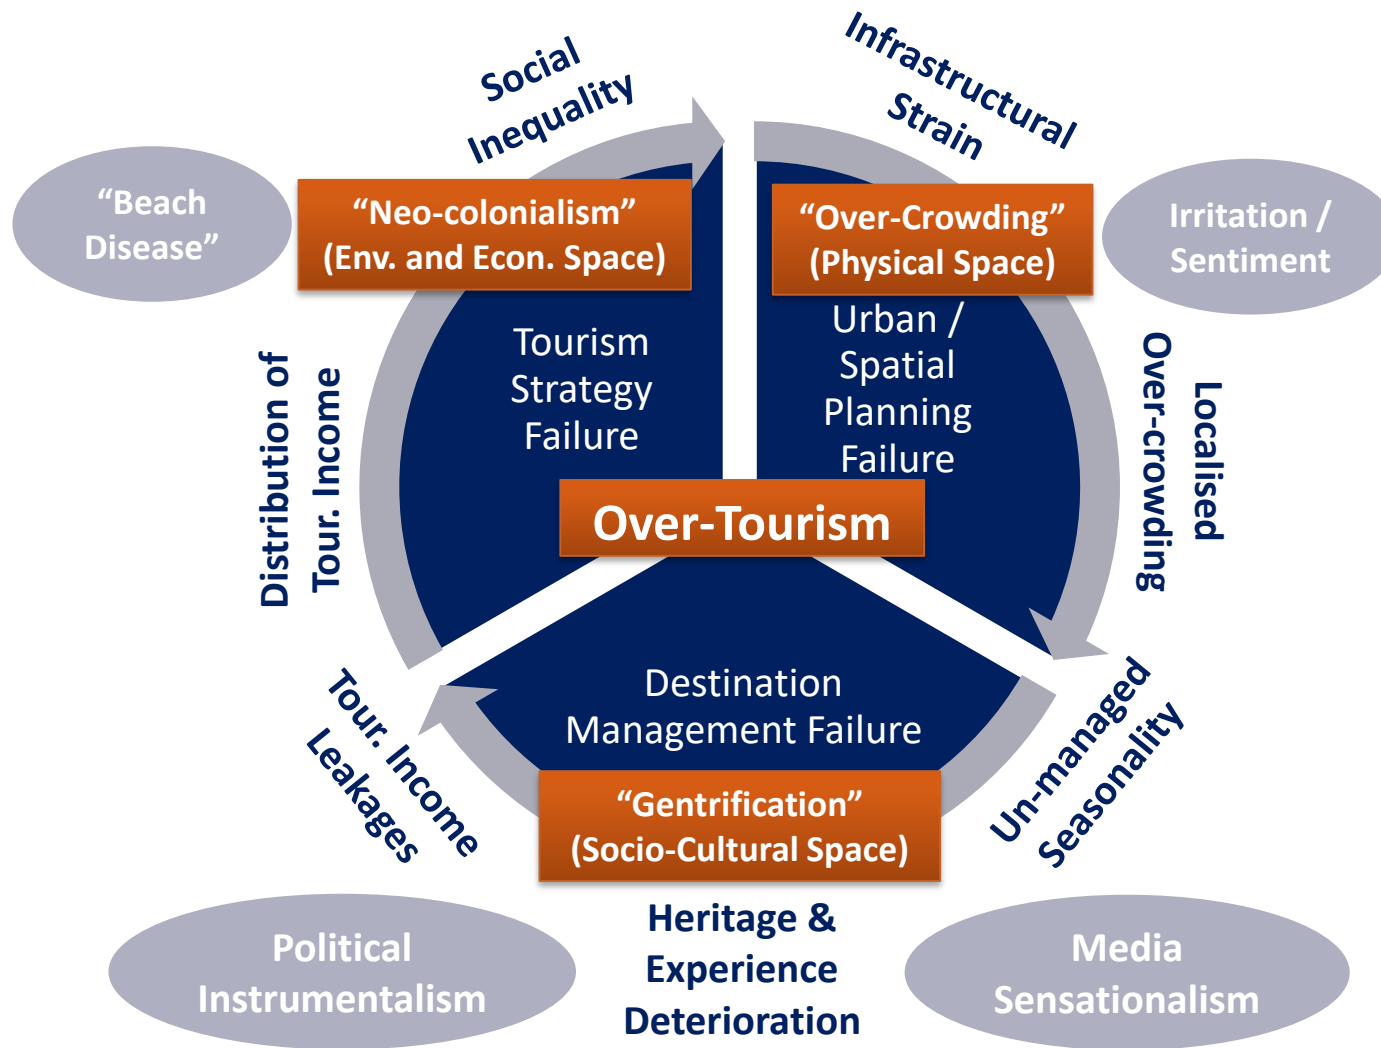 Social
Inequality
Infrastructural
Strain
“Beach
Disease”
“Neo-colonialism”
(Env. and Econ. Space)
“Over-Crowding”
(Physical Space)
Irritation /
Sentiment
Tourism
Strategy
Failure
Urban /
Spatial
Planning
Failure
Distribution of
Tour. Income
Localised
Over-crowding
Over-Tourism
Destination
Management Failure
Tour. Income
Leakages
Un-managed
Seasonality
“Gentrification”
(Socio-Cultural Space)
Political
Instrumentalism
Heritage &
Experience
Deterioration
Media
Sensationalism